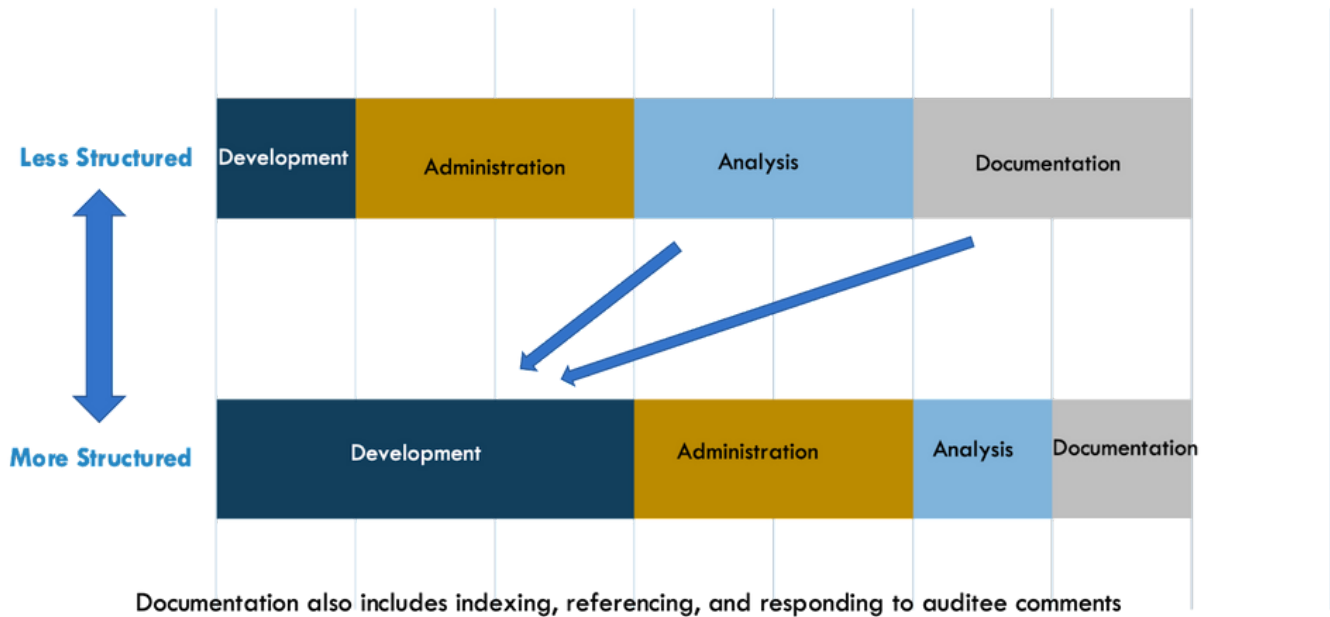 Less Structured
Development
Administration
Analysis
Documentation
More Structured
Development
Administration
Analysis
Documentation
Documentation also includes indexing, referencing, and responding to auditee comments